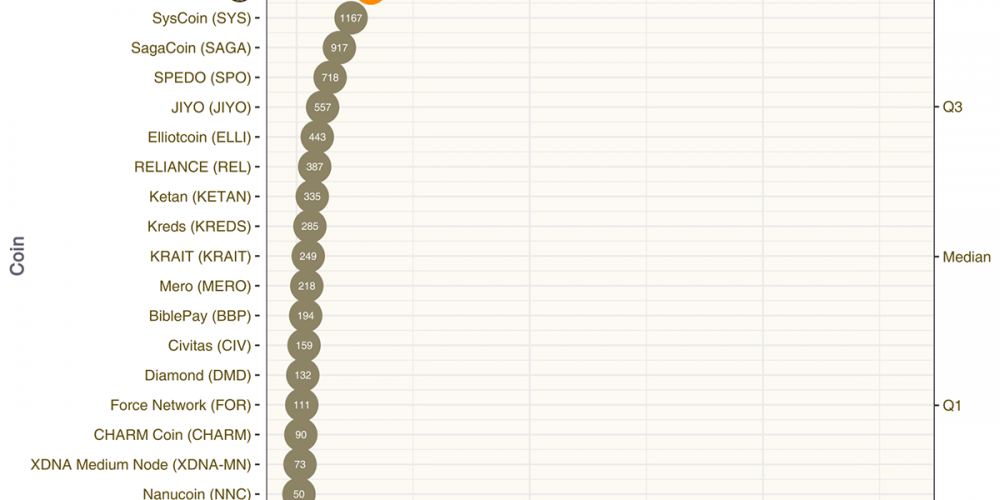 SysCoin (SYS) 1167
SagaCoin (SAGA) 917
SPEDO (SPO) 718
JIYO (JIYO) 557 Q3
Elliotcoin (ELLI) 443
RELIANCE (REL) 387
Ketan (KETAN) 335
Kreds (KREDS) 285
Coin
KRAIT (KRAIT) 249 Median
Mero (MERO) 218
BiblePay (BBP) 194
Civitas (CIV) 159
Diamond (DMD) 132
Force Network (FOR) 111 Q1
CHARM Coin (CHARM) 90
XDNA Medium Node (XDNA-MN) 73
Nanucoin (NNC) 50